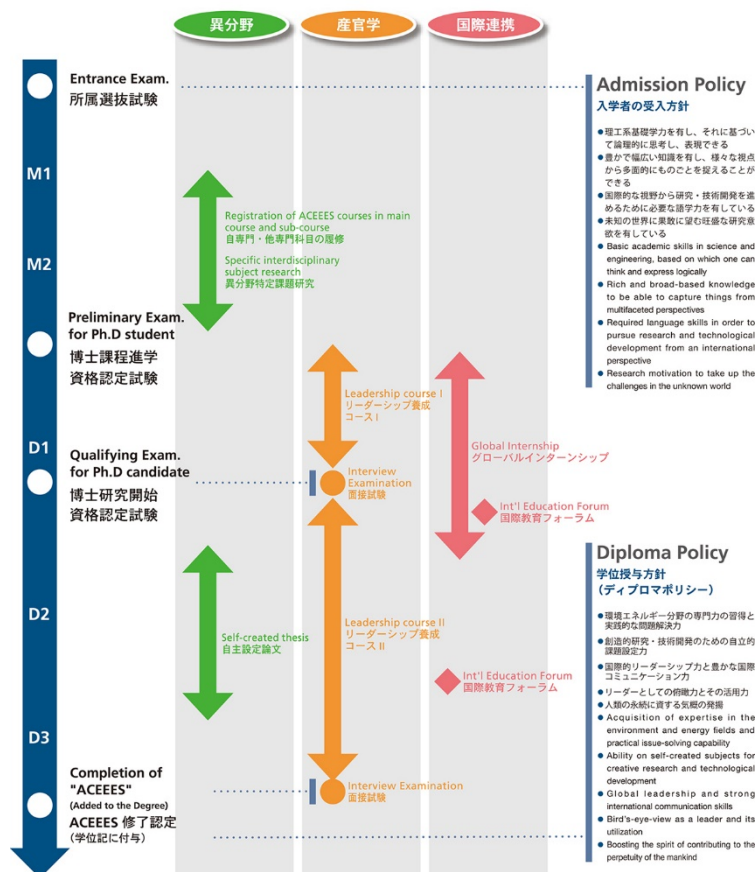 異分野
産官学
国際連携
Entrance Exam.
所属選抜試験
M1
M2
Registration of ACEEES courses in main
course and sub-course
自専門・他専門科目の履修
Specific interdisciplinary
subject research
異分野特定課題研究
Preliminary Exam.
for Ph.D student
博士課程進学
資格認定試験
Leadership course I
リーダーシップ養成
コース I
D1
Global Internship
グローバルインターンシップ
Qualifying Exam.
for Ph.D candidate
博士研究開始
資格認定試験
Interview
Examination
面接試験
Int'l Education Forum
国際教育フォーラム
D2
Self-created thesis
自主設定論文
Leadership course II
リーダーシップ養成
コース II
Int'l Education Forum
国際教育フォーラム
D3
Completion of
"ACEEES"
(Added to the Degree)
ACEEES 修了認定
(学位記に付与)
Interview Examination
面接試験
Admission Policy
入学者の受入方針
●理工系基礎学力を有し、それに基づい
て論理的に思考し、表現できる
●豊かで幅広い知識を有し、様々な視点
から多面的にものごとを捉えることが
できる
●国際的な視野から研究・技術開発を進
めるために必要な語学力を有している
●未知の世界に果敢に望む旺盛な研究意
欲を有している
● Basic academic skills in science and
engineering, based on which one can
think and express logically
● Rich and broad-based knowledge
to be able to capture things from
multifaceted perspectives
● Required language skills in order to
pursue research and technological
development from an international
perspective
● Research motivation to take up the
challenges in the unknown world
Diploma Policy
学位授与方針
（ディプロマポリシー）
●環境エネルギー分野の専門力の習得と
実践的な問題解決力
●創造的研究・技術開発のための自立的
課題設定力
●国際的リーダーシップ力と豊かな国際
コミュニケーション力
●リーダーとしての俯瞰力とその活用力
●人類の永続に資する気概の発揚
● Acquisition of expertise in the
environment and energy fields and
practical issue-solving capability
● Ability on self-created subjects for
creative research and technological
development
● Global leadership and strong
international communication skills
● Bird's-eye-view as a leader and its
utilization
● Boosting the spirit of contributing to the
perpetuity of the mankind